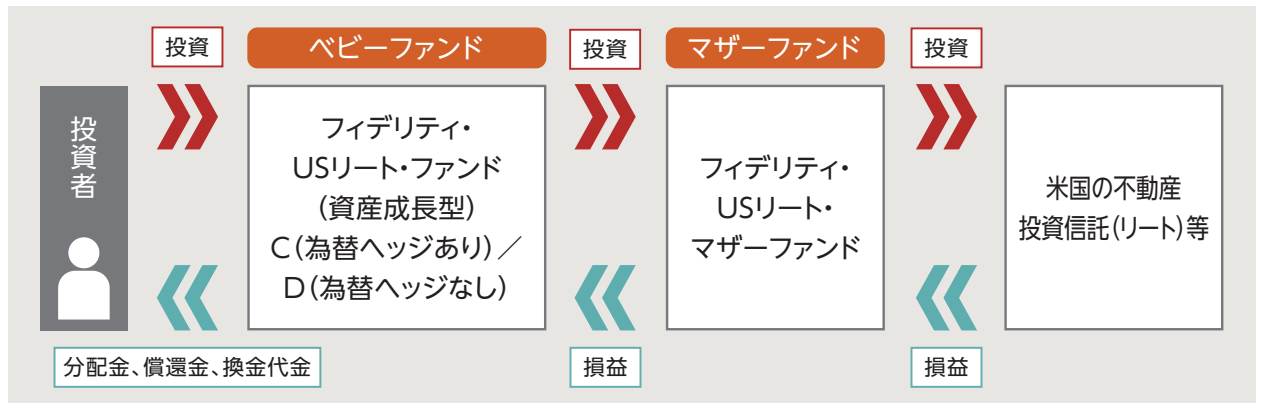 投資
ベビーファンド
投資
マザーファンド
投資
投資者
フィデリティ・
USリート・ファンド
(資産成長型)
C(為替ヘッジあり)/
D(為替ヘッジなし)
フィデリティ・
USリート・
マザーファンド
米国の不動産
投資信託(リート)等
分配金、償還金、換金代金
損益
損益